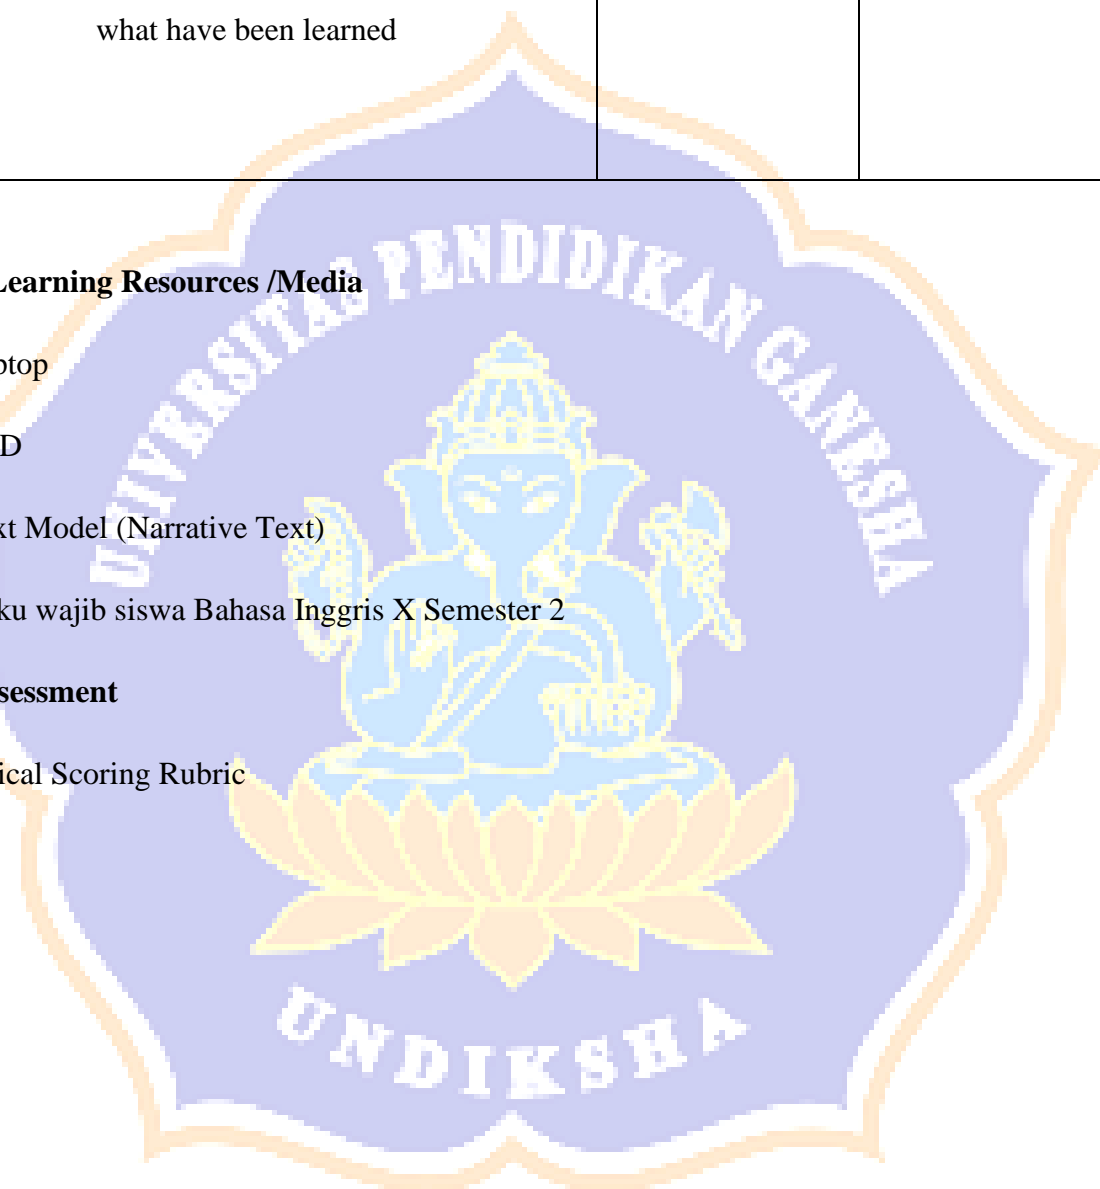 what have been learned
Learning Resources /Media
ptop
D
xt Model (Narrative Text)
ku wajib siswa Bahasa Inggris X Semester 2
sessment
ical Scoring Rubric
UNIVERSITAS PENDIDIKAN GANESHA
UNDIKSHA